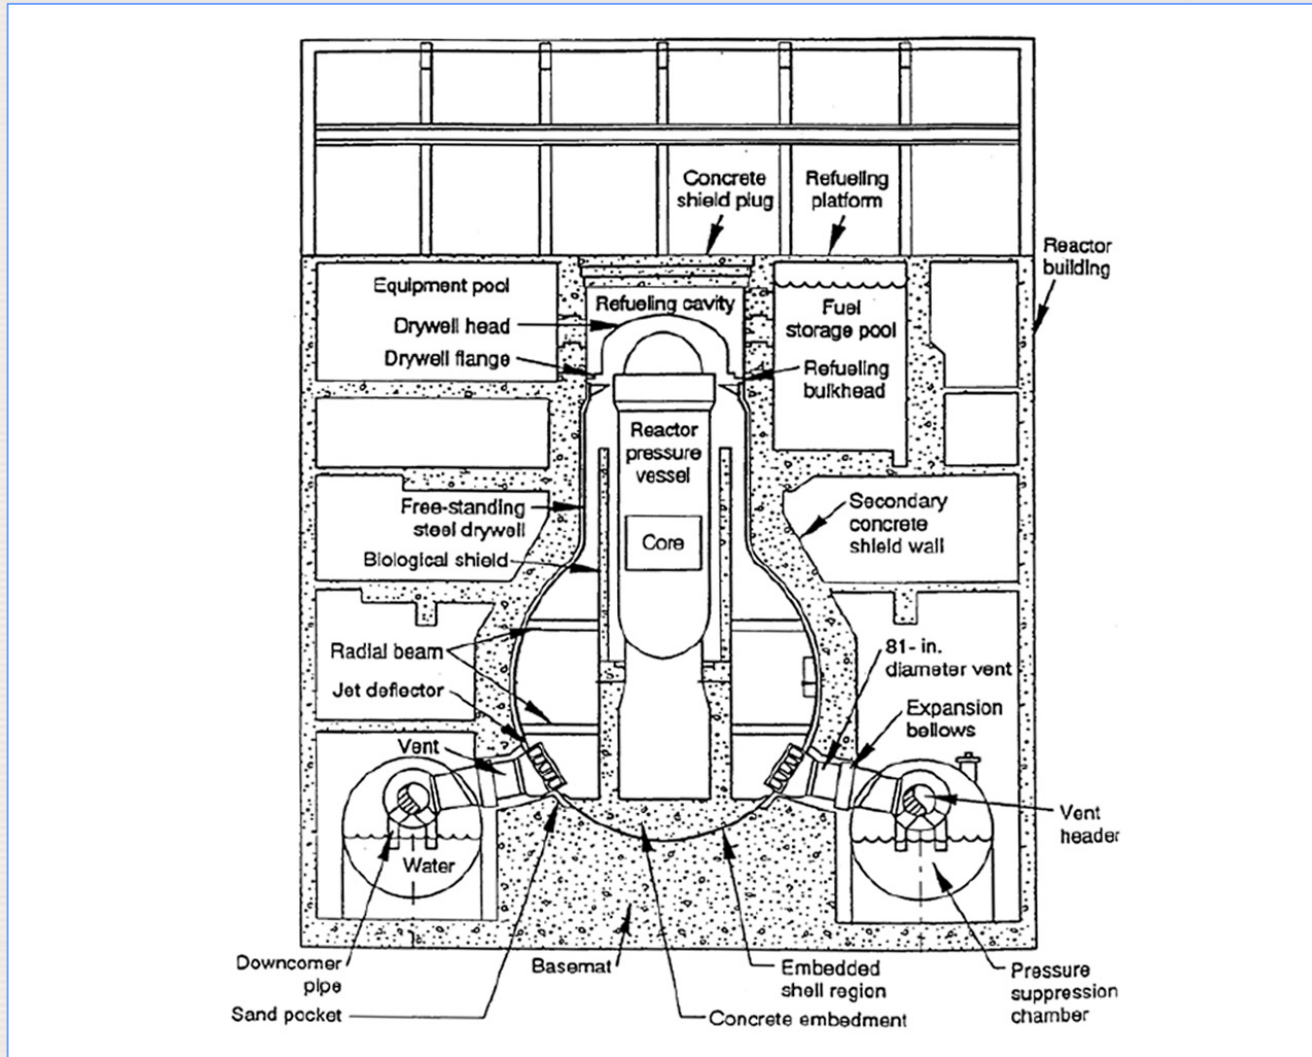 Concrete
shield plug
Refueling
platform
Reactor
building
Equipment pool
Refueling cavity
Fuel
storage pool
Drywell head
Drywell flange
Refueling
bulkhead
Reactor
pressure
vessel
Free-standing
steel drywell
Secondary
concrete
shield wall
Core
Biological shield
Radial beam
81- in.
diameter vent
Jet deflector
Expansion
bellows
Vent
Vent
header
Water
Downcomer
pipe
Basemat
Embedded
shell region
Pressure
suppression
chamber
Sand pocket
Concrete embedment